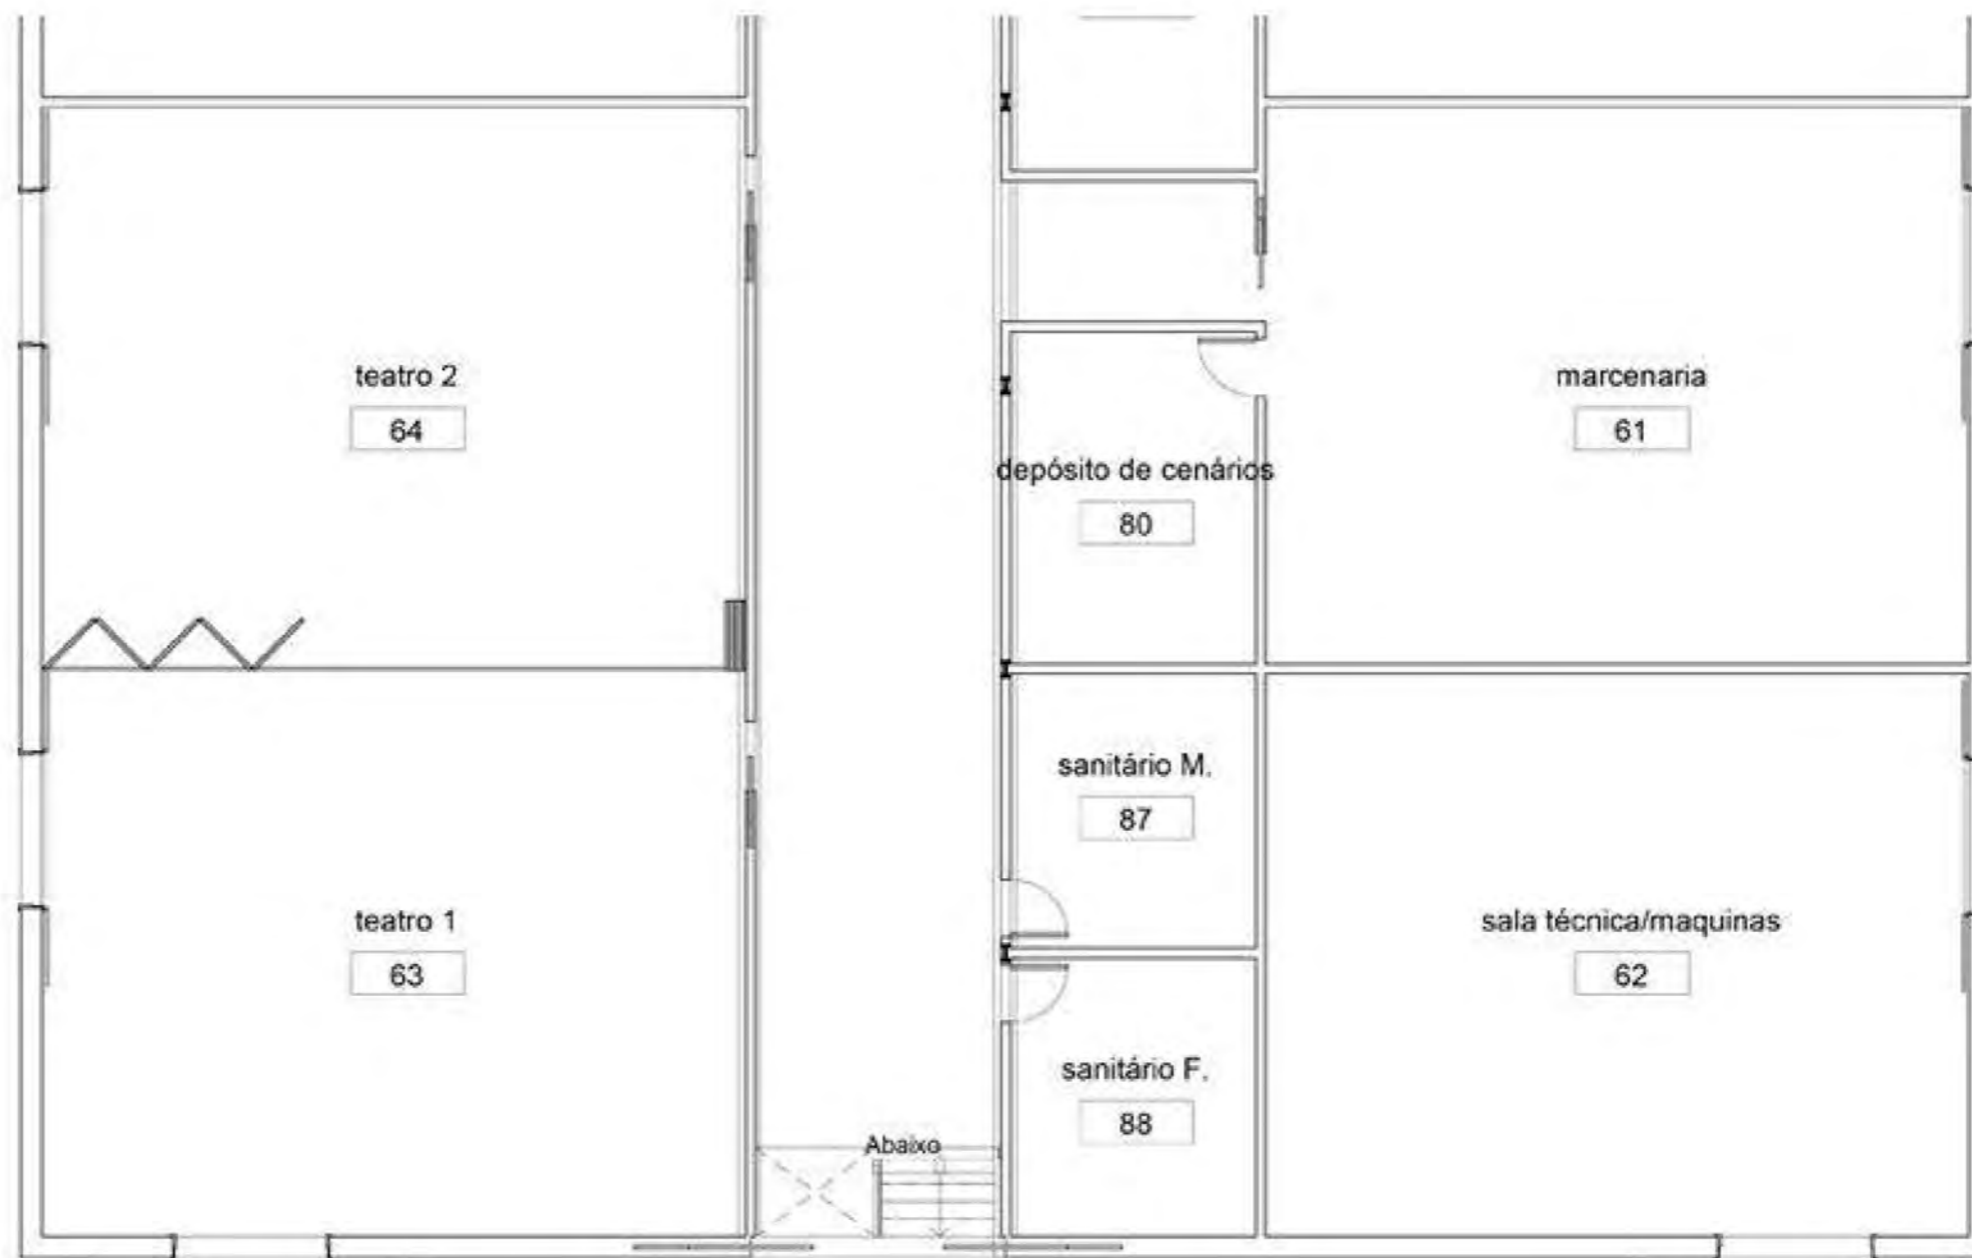 teatro 2
64
marcenaria
61
depósito de cenários
80
sanitário M.
87
teatro 1
63
sala técnica/maquinas
62
sanitário F.
88
Abaixo